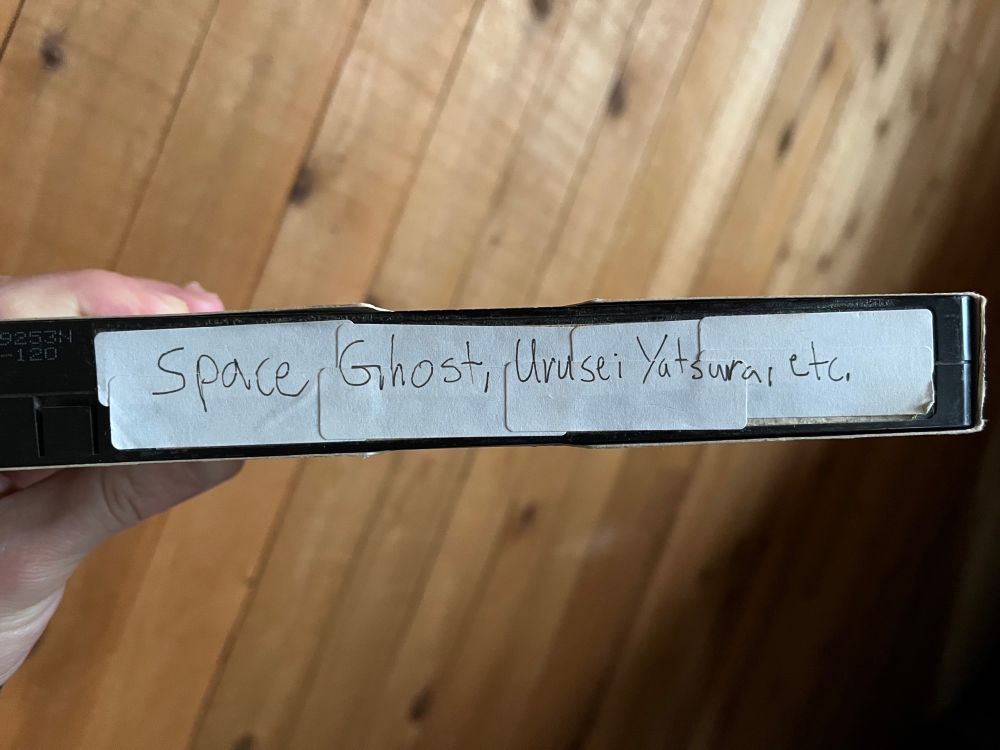 9253N
-120
Space Ghost, Urusei Yatsura, etc.